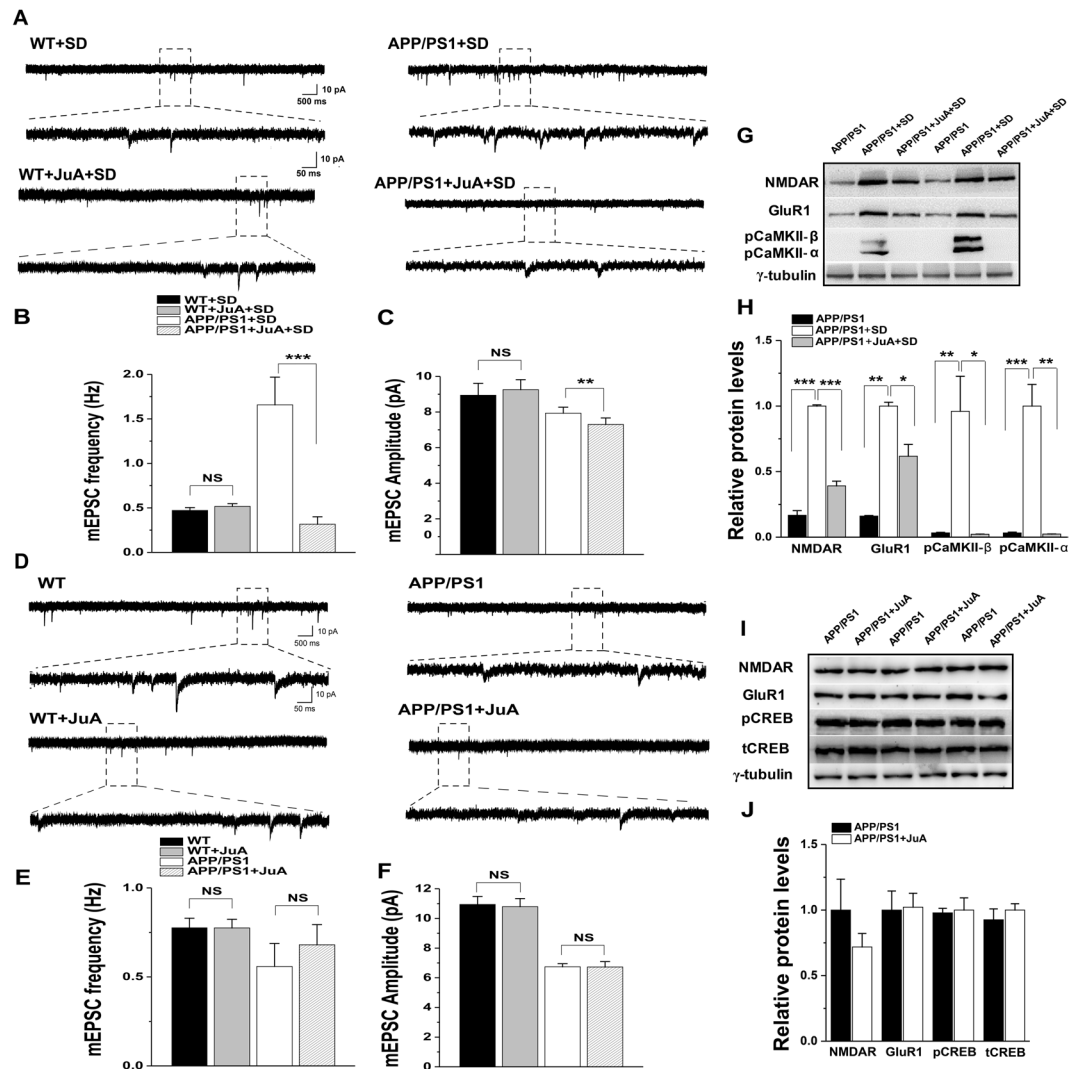 A
WT+SD
10 pA
500 ms
10 pA
50 ms
WT+JuA+SD
APP/PS1+SD
APP/PS1+JuA+SD
B
WT+SD
WT+JuA+SD
APP/PS1+SD
APP/PS1+JuA+SD
mEPSC frequency (Hz)
2.0
1.5
1.0
0.5
0.0
NS
***
C
mEPSC Amplitude (pA)
10
8
6
4
2
0
NS
**
D
WT
10 pA
500 ms
10 pA
50 ms
WT+JuA
APP/PS1
APP/PS1+JuA
E
WT
WT+JuA
APP/PS1
APP/PS1+JuA
mEPSC frequency (Hz)
1.0
0.5
0.0
NS
NS
F
mEPSC Amplitude (pA)
12
10
8
6
4
2
0
NS
NS
G
APP/PS1
APP/PS1+SD
APP/PS1+JuA+SD
APP/PS1
APP/PS1+SD
APP/PS1+JuA+SD
NMDAR
GluR1
pCaMKII-β
pCaMKII-α
γ-tubulin
H
APP/PS1
APP/PS1+SD
APP/PS1+JuA+SD
Relative protein levels
1.5
1.0
0.5
0.0
*** ***
** *
** *
*** **
NMDAR GluR1 pCaMKII-β pCaMKII-α
I
APP/PS1
APP/PS1+JuA
APP/PS1
APP/PS1+JuA
APP/PS1
APP/PS1+JuA
NMDAR
GluR1
pCREB
tCREB
γ-tubulin
J
APP/PS1
APP/PS1+JuA
Relative protein levels
1.5
1.0
0.5
0.0
NMDAR GluR1 pCREB tCREB